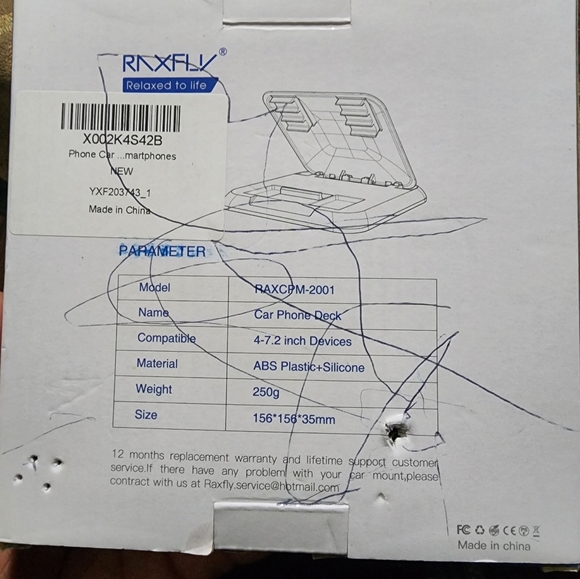 RAXFLY®
Relaxed to life
X002K4S42B
Phone Car ...martphones
NEW
YXF203743_1
Made in China
PARAMETER
Model RAXCPM-2001
Name Car Phone Deck
Compatible 4-7.2 inch Devices
Material ABS Plastic+Silicone
Weight 250g
Size 156*156*35mm
12 months replacement warranty and lifetime support customer
service.If there have any problem with your car mount,please
contact with us at Raxfly.service@hotmail.com
FC CE
Made in china